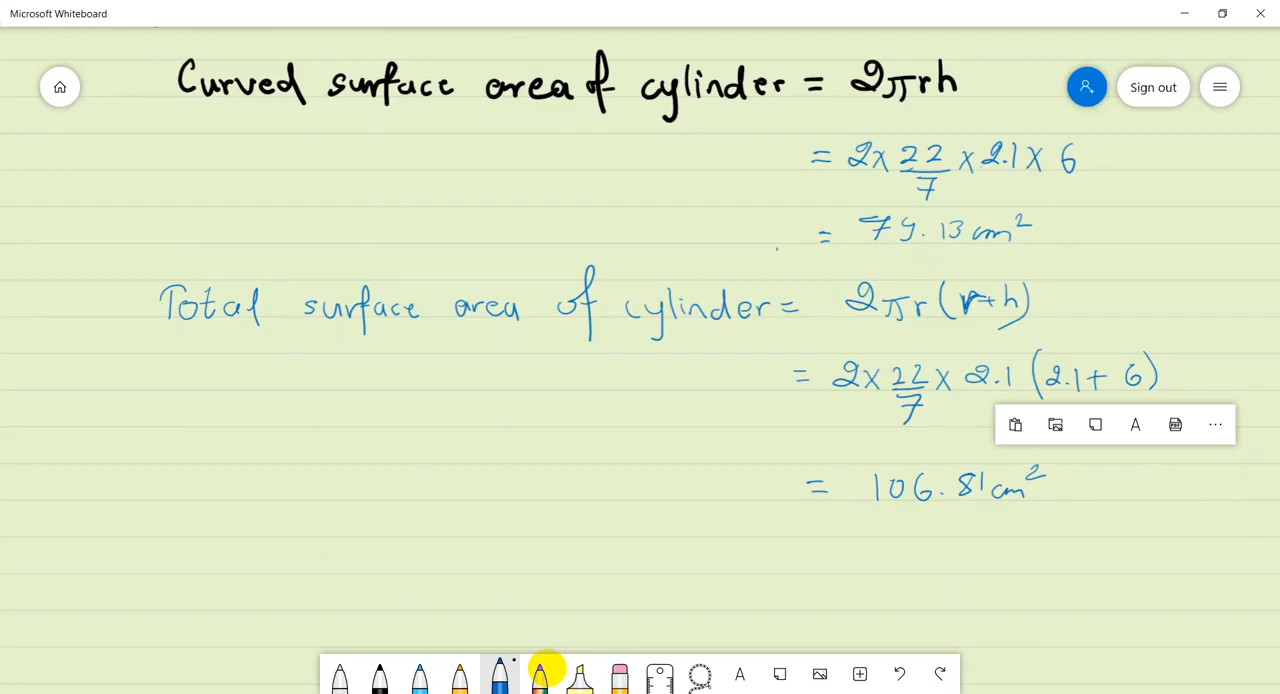 Microsoft Whiteboard
Curved surface area of cylinder = 2πrh
Sign out
= 2 × 22/7 × 2.1 × 6
= 79.13 cm²
Total surface area of cylinder = 2πr(r+h)
= 2 × 22/7 × 2.1 (2.1 + 6)
A
= 106.81 cm²
A